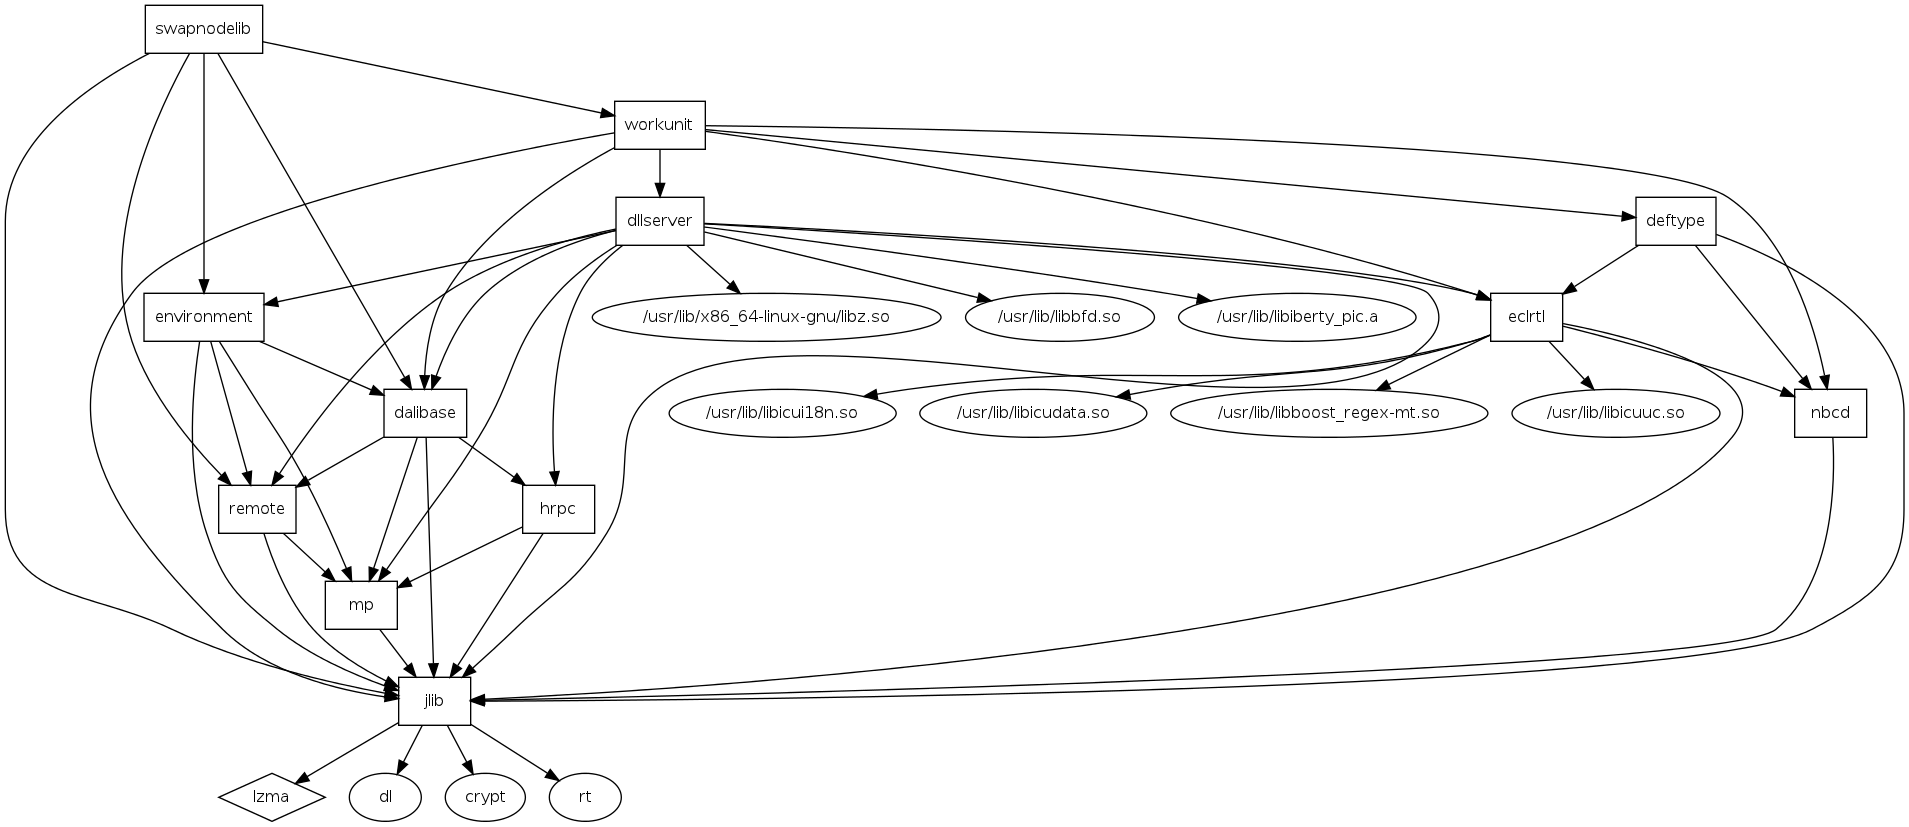 swapnodelib
workunit
dllserver
deftype
environment
/usr/lib/x86_64-linux-gnu/libz.so
/usr/lib/libbfd.so
/usr/lib/libiberty_pic.a
eclrtl
dalibase
/usr/lib/libicui18n.so
/usr/lib/libicudata.so
/usr/lib/libboost_regex-mt.so
/usr/lib/libicuuc.so
nbcd
remote
hrpc
mp
jlib
lzma
dl
crypt
rt